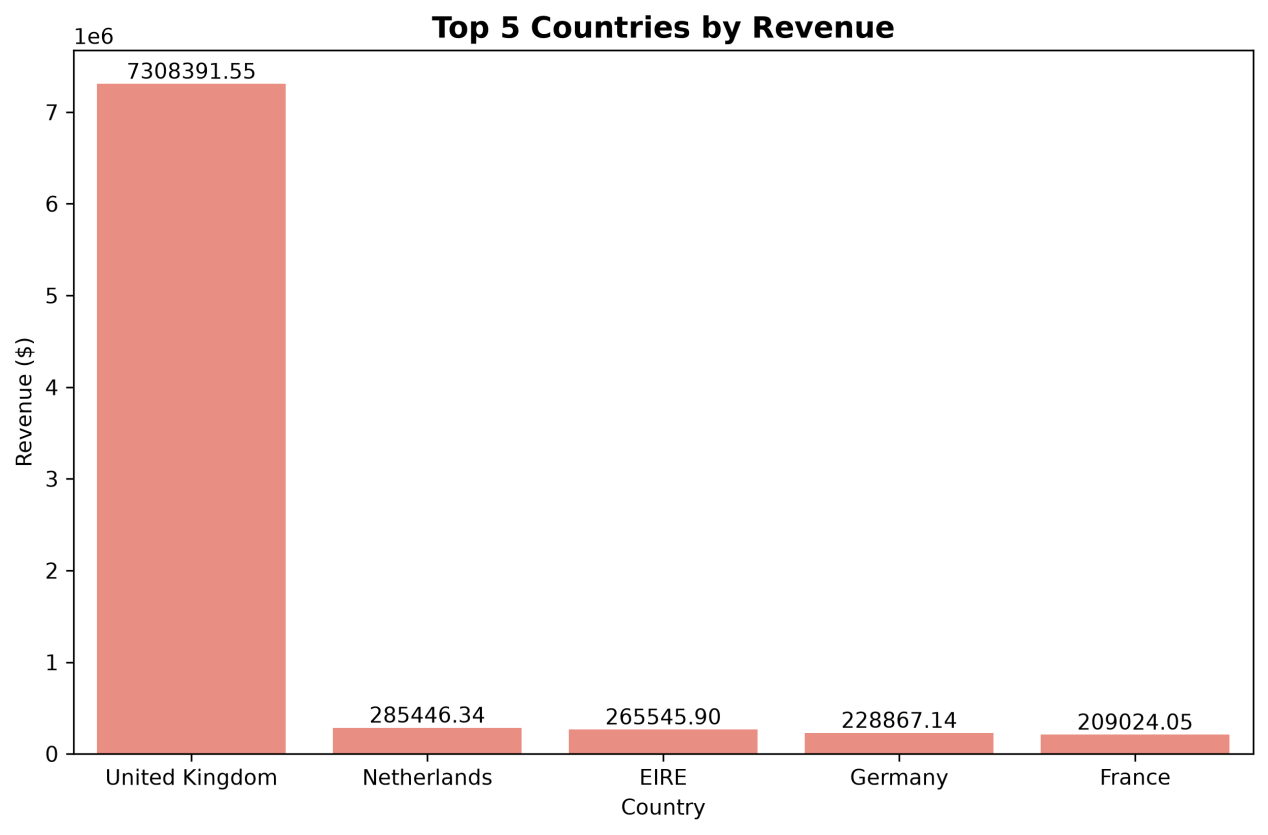 Top 5 Countries by Revenue
1e6
7308391.55
7
6
5
4
3
2
1
0
Revenue ($)
285446.34
265545.90
228867.14
209024.05
United Kingdom
Netherlands
EIRE
Germany
France
Country